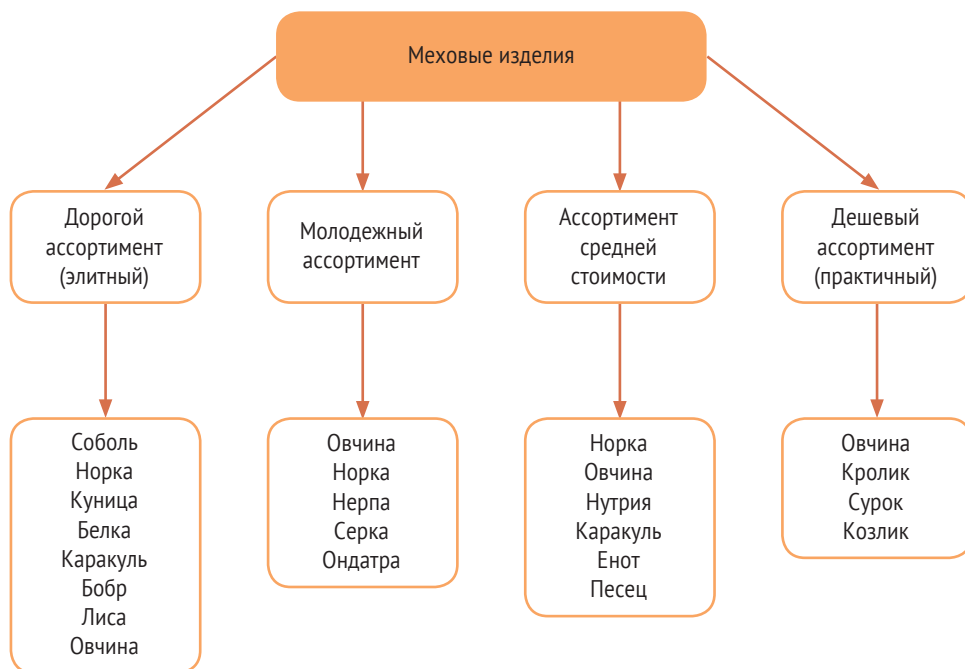 Меховые изделия
Дорогой
ассортимент
(элитный)
Молодежный
ассортимент
Ассортимент
средней
стоимости
Дешевый
ассортимент
(практичный)
Соболь
Норка
Куница
Белка
Каракуль
Бобр
Лиса
Овчина
Овчина
Норка
Нерпа
Серка
Ондатра
Норка
Овчина
Нутрия
Каракуль
Енот
Песец
Овчина
Кролик
Сурок
Козлик